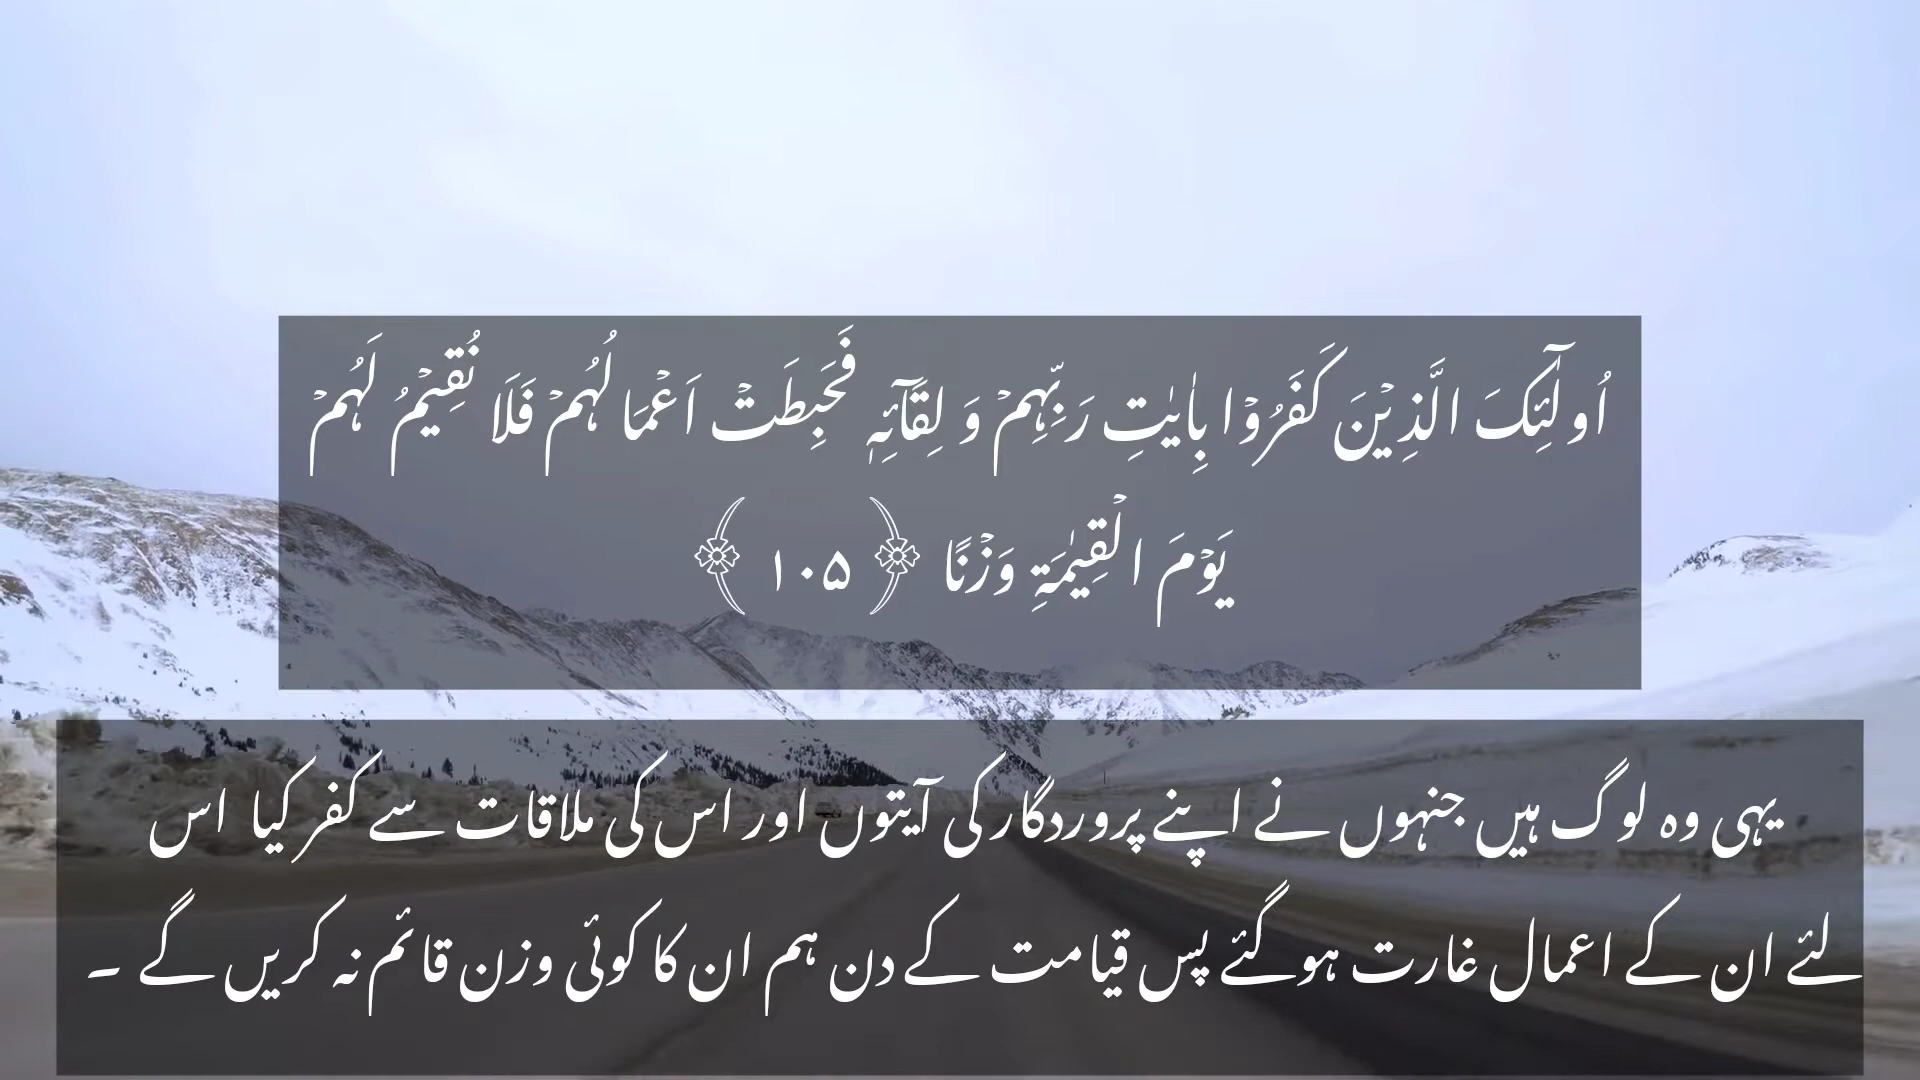 اُولٰٓئِکَ الَّذِیۡنَ کَفَرُوۡا بِاٰیٰتِ رَبِّہِمۡ وَ لِقَآئِہٖ فَحَبِطَتۡ اَعۡمَالُہُمۡ فَلَا نُقِیۡمُ لَہُمۡ
یَوۡمَ الۡقِیٰمَۃِ وَزۡنًا ﴿۱۰۵﴾
یہی وہ لوگ ہیں جنہوں نے اپنے پروردگار کی آیتوں اور اس کی ملاقات سے کفر کیا اس
لئے ان کے اعمال غارت ہوگئے پس قیامت کے دن ہم ان کا کوئی وزن قائم نہ کریں گے ۔